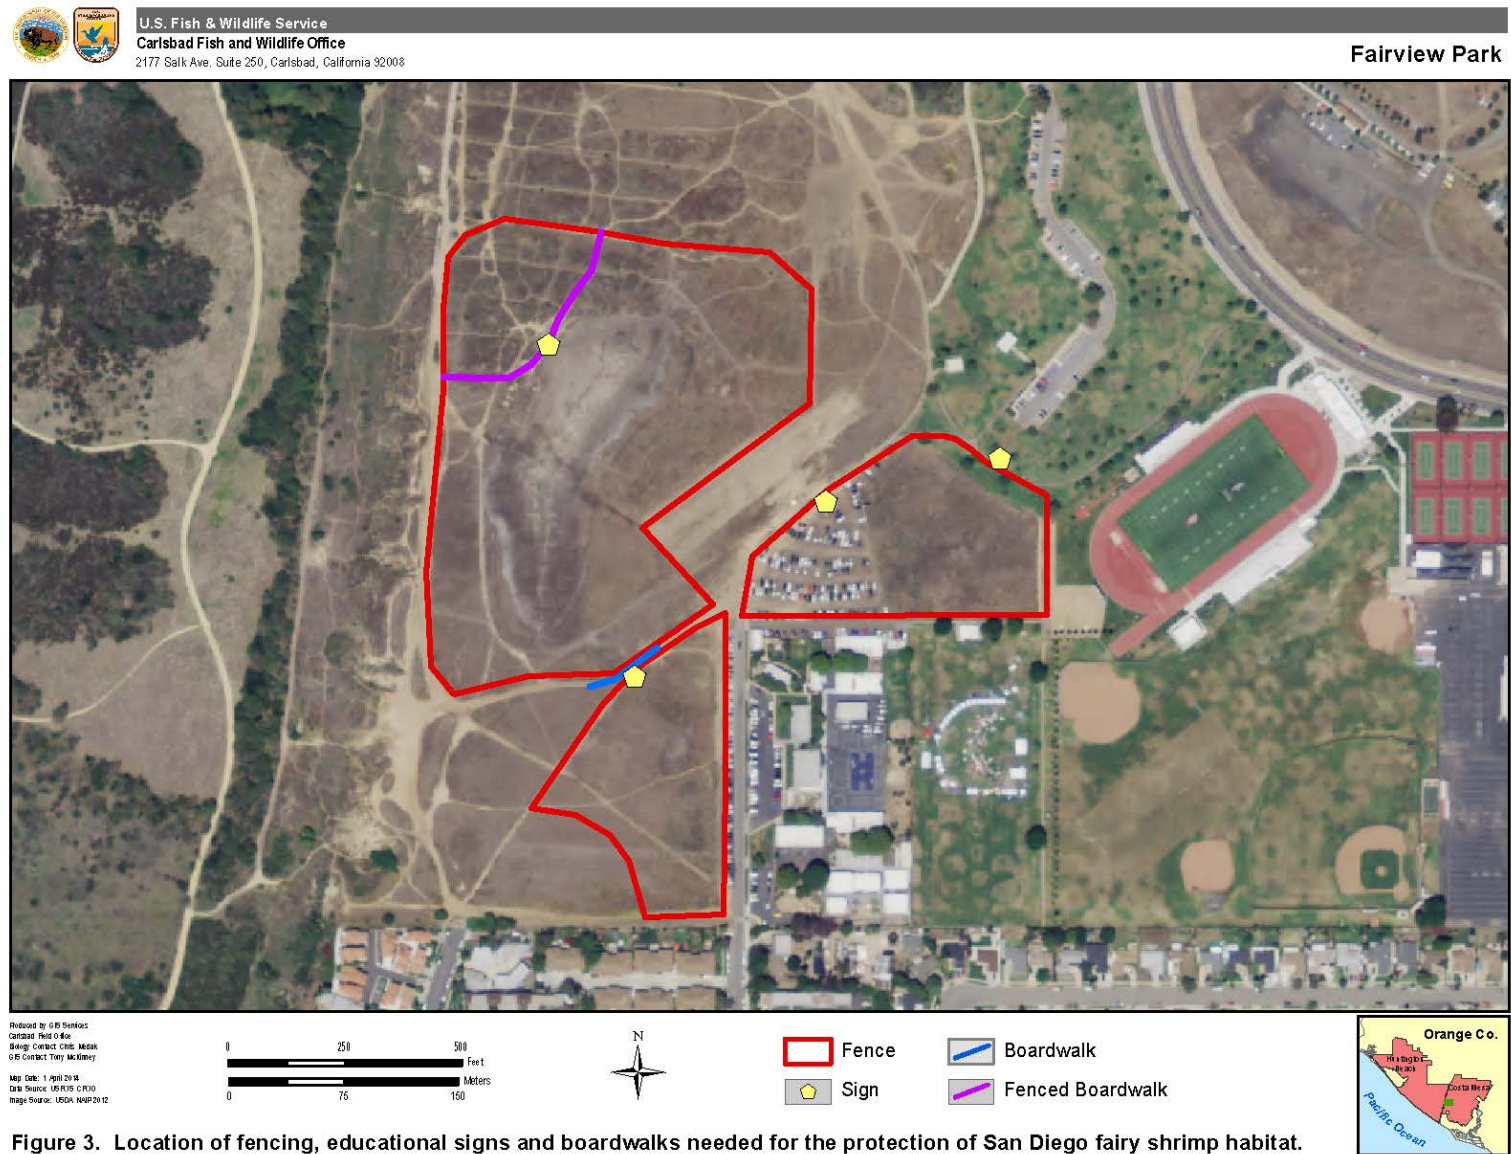 U.S. Fish & Wildlife Service
Carlsbad Fish and Wildlife Office
2177 Salk Ave. Suite 250, Carlsbad, California 92008
Fairview Park
Produced by GIS Services
Carlsbad Field Office
Biology Contact Chris Medak
GIS Contact Tony McKinney
Map Date: 1 April 2014
Data Source: USFWS CFWO
Image Source: USDA NAIP 2012
0 250 500
Feet
Meters
0 75 150
N
Fence
Sign
Boardwalk
Fenced Boardwalk
Orange Co.
Huntington
Beach
Costa Mesa
Pacific Ocean
Figure 3. Location of fencing, educational signs and boardwalks needed for the protection of San Diego fairy shrimp habitat.